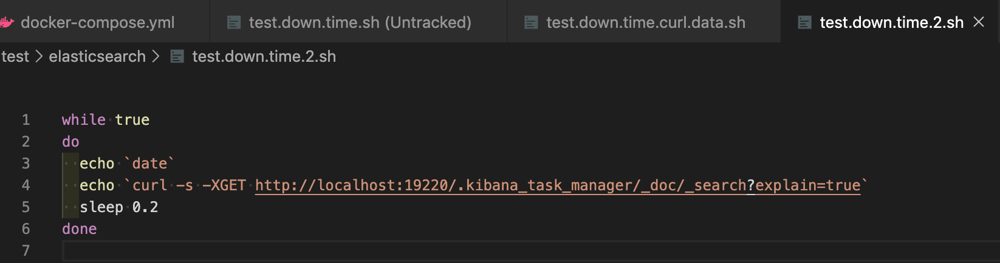 docker-compose.yml test.down.time.sh (Untracked) test.down.time.curl.data.sh test.down.time.2.sh
test > elasticsearch > test.down.time.2.sh
1 while true
2 do
3 echo `date`
4 echo `curl -s -XGET http://localhost:19220/.kibana_task_manager/_doc/_search?explain=true`
5 sleep 0.2
6 done
7